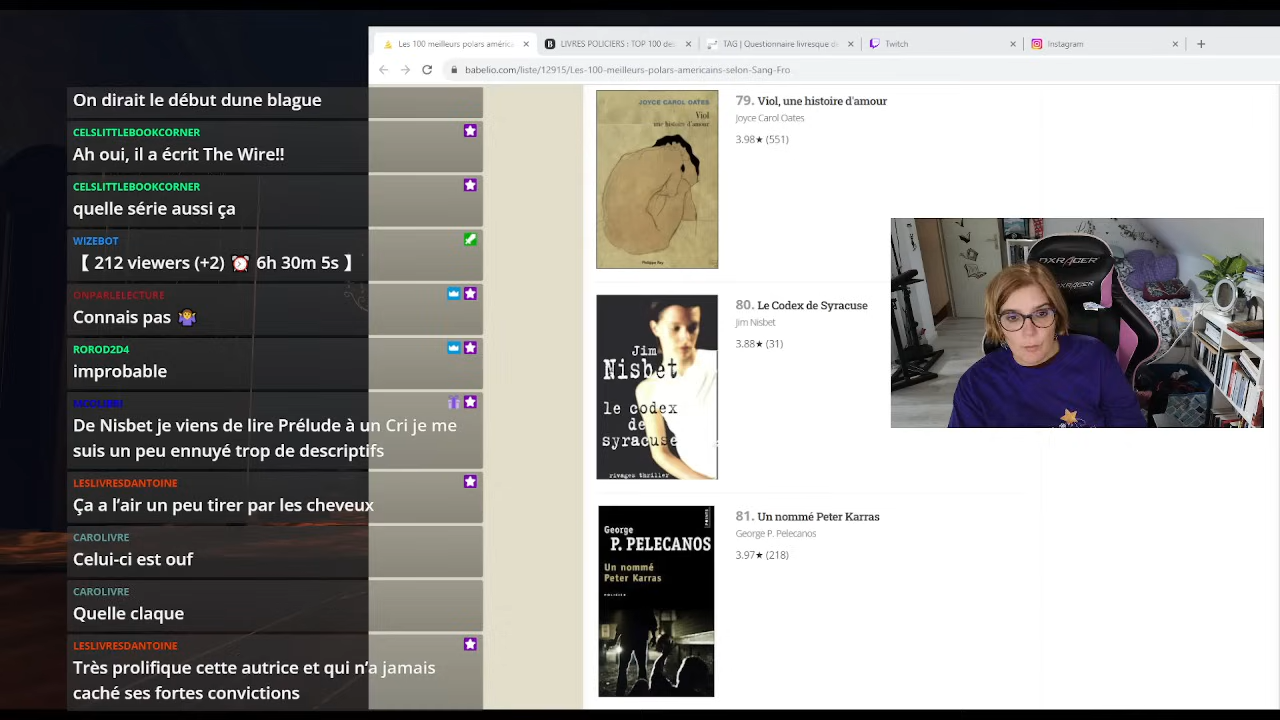 Les 100 meilleurs polars américa
LIVRES POLICIERS : TOP 100 des
TAG | Questionnaire livresque d
Twitch
Instagram
babelio.com/liste/12915/Les-100-meilleurs-polars-americains-selon-Sang-Fro
On dirait le début dune blague
CELSLITTLEBOOKCORNER
Ah oui, il a écrit The Wire!!
CELSLITTLEBOOKCORNER
quelle série aussi ça
WIZEBOT
【 212 viewers (+2) ⏰ 6h 30m 5s 】
ONPARLELECTURE
Connais pas 🤷‍♀️
ROROD2D4
improbable
De Nisbet je viens de lire Prélude à un Cri je me
suis un peu ennuyé trop de descriptifs
LESLIVRESDANTOINE
Ça a l'air un peu tirer par les cheveux
CAROLIVRE
Celui-ci est ouf
CAROLIVRE
Quelle claque
LESLIVRESDANTOINE
Très prolifique cette autrice et qui n'a jamais
caché ses fortes convictions
JOYCE CAROL OATES
Viol
une histoire d'amour
Philippe Rey
79. Viol, une histoire d'amour
Joyce Carol Oates
3.98★ (551)
Jim
Nisbet
le codex
de
syracuse
rivages thriller
80. Le Codex de Syracuse
Jim Nisbet
3.88★ (31)
POINTS
George
P. PELECANOS
Un nommé
Peter Karras
81. Un nommé Peter Karras
George P. Pelecanos
3.97★ (218)
DXRACER